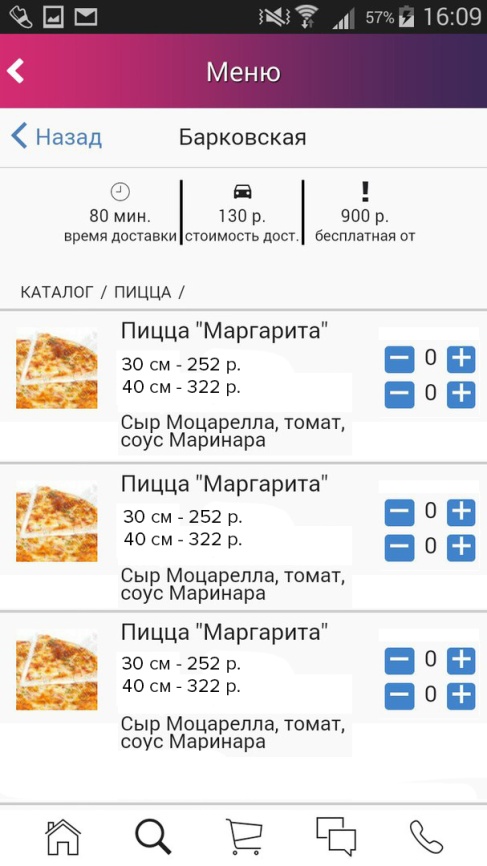 57% 16:09
Меню
Назад Барковская
80 мин. 130 р. 900 р.
время доставки стоимость дост. бесплатная от
КАТАЛОГ / ПИЦЦА /
Пицца "Маргарита"
30 см - 252 р. 0
40 см - 322 р. 0
Сыр Моцарелла, томат,
соус Маринара
Пицца "Маргарита"
30 см - 252 р. 0
40 см - 322 р. 0
Сыр Моцарелла, томат,
соус Маринара
Пицца "Маргарита"
30 см - 252 р. 0
40 см - 322 р. 0
Сыр Моцарелла, томат,
соус Маринара